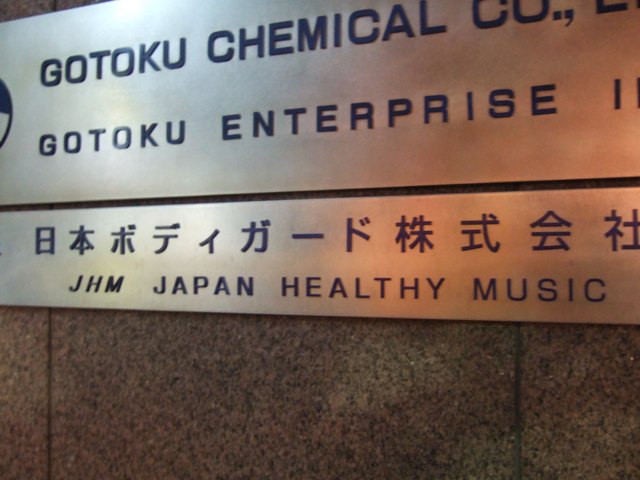 GOTOKU CHEMICAL CO.,
GOTOKU ENTERPRISE
日本ボディガード株式会社
JHM JAPAN HEALTHY MUSIC